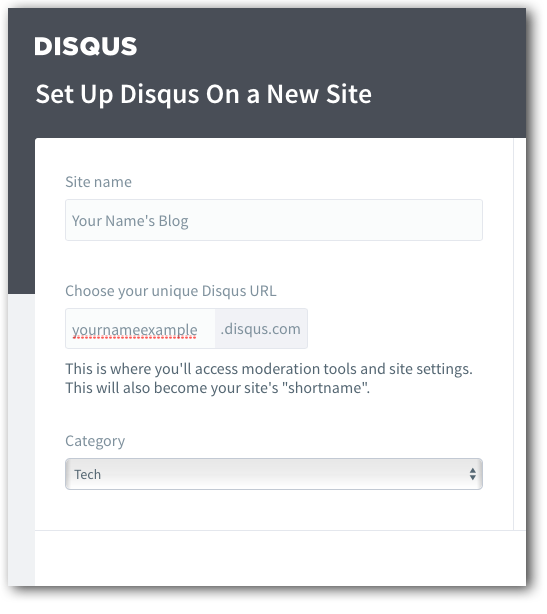 DISQUS
Set Up Disqus On a New Site
Site name
Your Name's Blog
Choose your unique Disqus URL
yournameexample .disqus.com
This is where you'll access moderation tools and site settings.
This will also become your site's "shortname".
Category
Tech